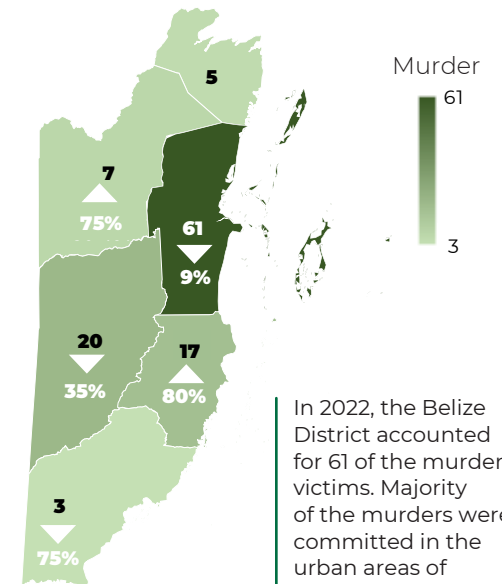 Murder
61
3
5
7
75%
61
9%
20
35%
17
80%
3
75%
In 2022, the Belize
District accounted
for 61 of the murder
victims. Majority
of the murders were
committed in the
urban areas of